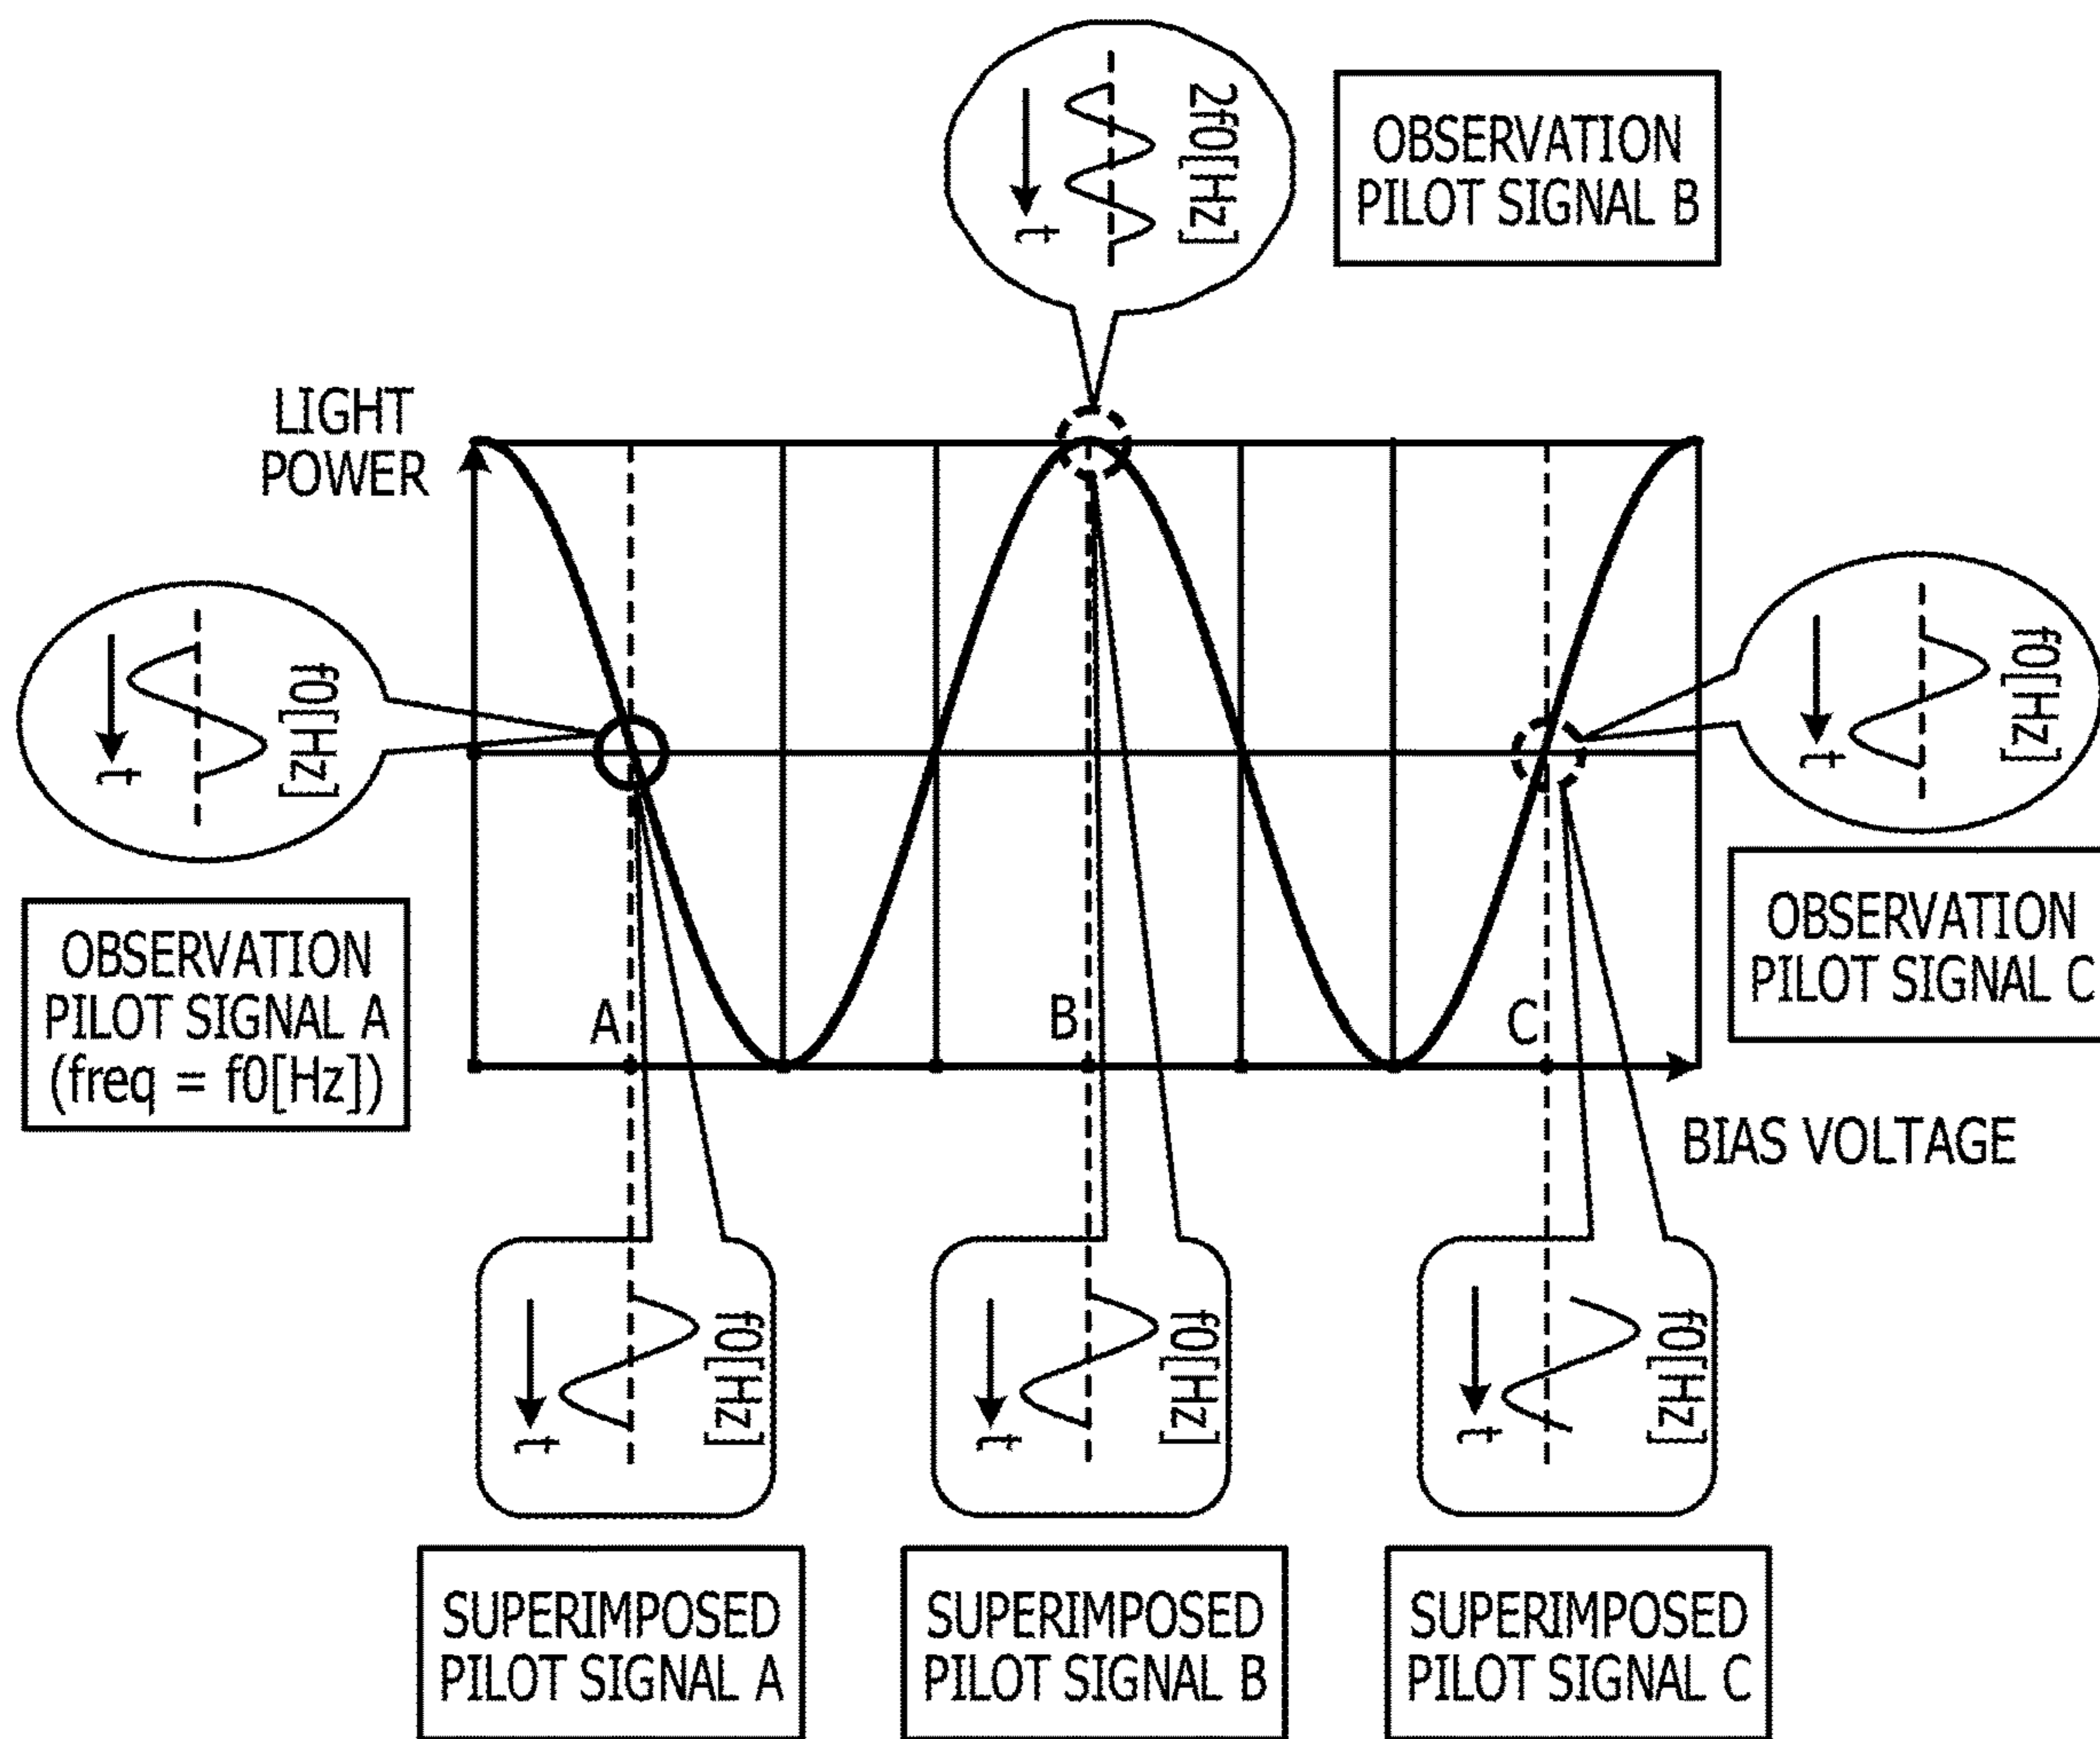 2f0[Hz]
t
OBSERVATION
PILOT SIGNAL B
LIGHT
POWER
f0[Hz]
t
f0[Hz]
t
OBSERVATION
PILOT SIGNAL A
(freq = f0[Hz])
A
B
C
OBSERVATION
PILOT SIGNAL C
BIAS VOLTAGE
f0[Hz]
t
f0[Hz]
t
f0[Hz]
t
SUPERIMPOSED
PILOT SIGNAL A
SUPERIMPOSED
PILOT SIGNAL B
SUPERIMPOSED
PILOT SIGNAL C